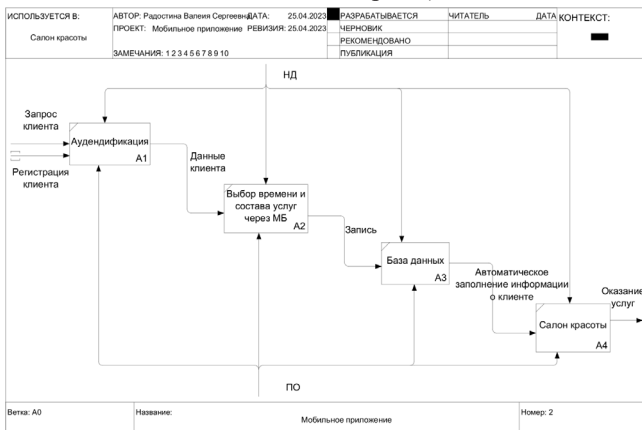 ИСПОЛЬЗУЕТСЯ В:
Салон красоты
АВТОР: Радостина Валеия Сергеевна
ДАТА: 25.04.2023
ПРОЕКТ: Мобильное приложение
РЕВИЗИЯ: 25.04.2023
ЗАМЕЧАНИЯ: 1 2 3 4 5 6 7 8 9 10
РАЗРАБАТЫВАЕТСЯ
ЧЕРНОВИК
РЕКОМЕНДОВАНО
ПУБЛИКАЦИЯ
ЧИТАТЕЛЬ
ДАТА
КОНТЕКСТ:
НД
Запрос
клиента
Регистрация
клиента
Аудендификация
A1
Данные
клиента
Выбор времени и
состава услуг
через МБ
A2
Запись
База данных
A3
Автоматическое
заполнение информации
о клиенте
Салон красоты
A4
Оказание
услуг
ПО
Ветка: A0
Название:
Мобильное приложение
Номер: 2